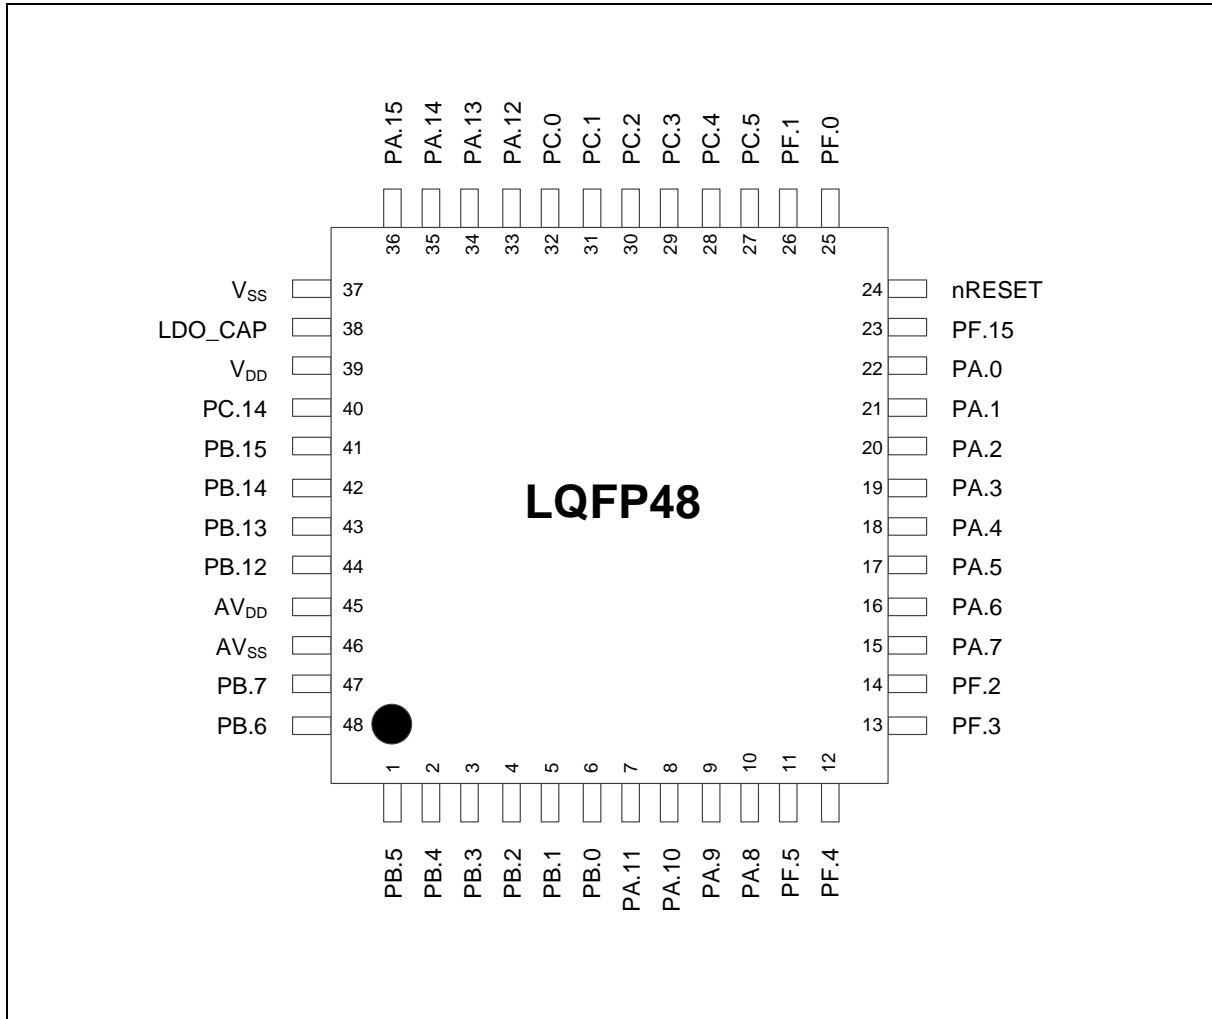 PA.15 PA.14 PA.13 PA.12 PC.0 PC.1 PC.2 PC.3 PC.4 PC.5 PF.1 PF.0
36 35 34 33 32 31 30 29 28 27 26 25
VSS 37 24 nRESET
LDO_CAP 38 23 PF.15
VDD 39 22 PA.0
PC.14 40 21 PA.1
PB.15 41 20 PA.2
PB.14 42 19 PA.3
LQFP48
PB.13 43 18 PA.4
PB.12 44 17 PA.5
AVDD 45 16 PA.6
AVSS 46 15 PA.7
PB.7 47 14 PF.2
PB.6 48 13 PF.3
1 2 3 4 5 6 7 8 9 10 11 12
PB.5 PB.4 PB.3 PB.2 PB.1 PB.0 PA.11 PA.10 PA.9 PA.8 PF.5 PF.4